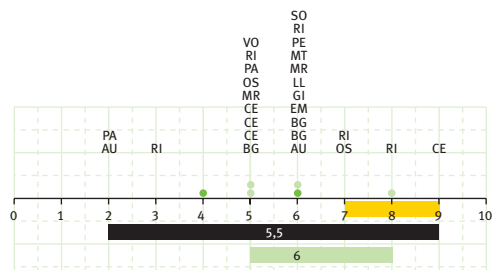 SO
RI
VO PE
RI MT
PA MR
OS LL
MR GI
CE EM
CE BG
PA CE BG RI
AU RI BG AU OS RI CE
0 1 2 3 4 5 6 7 8 9 10
5,5
6